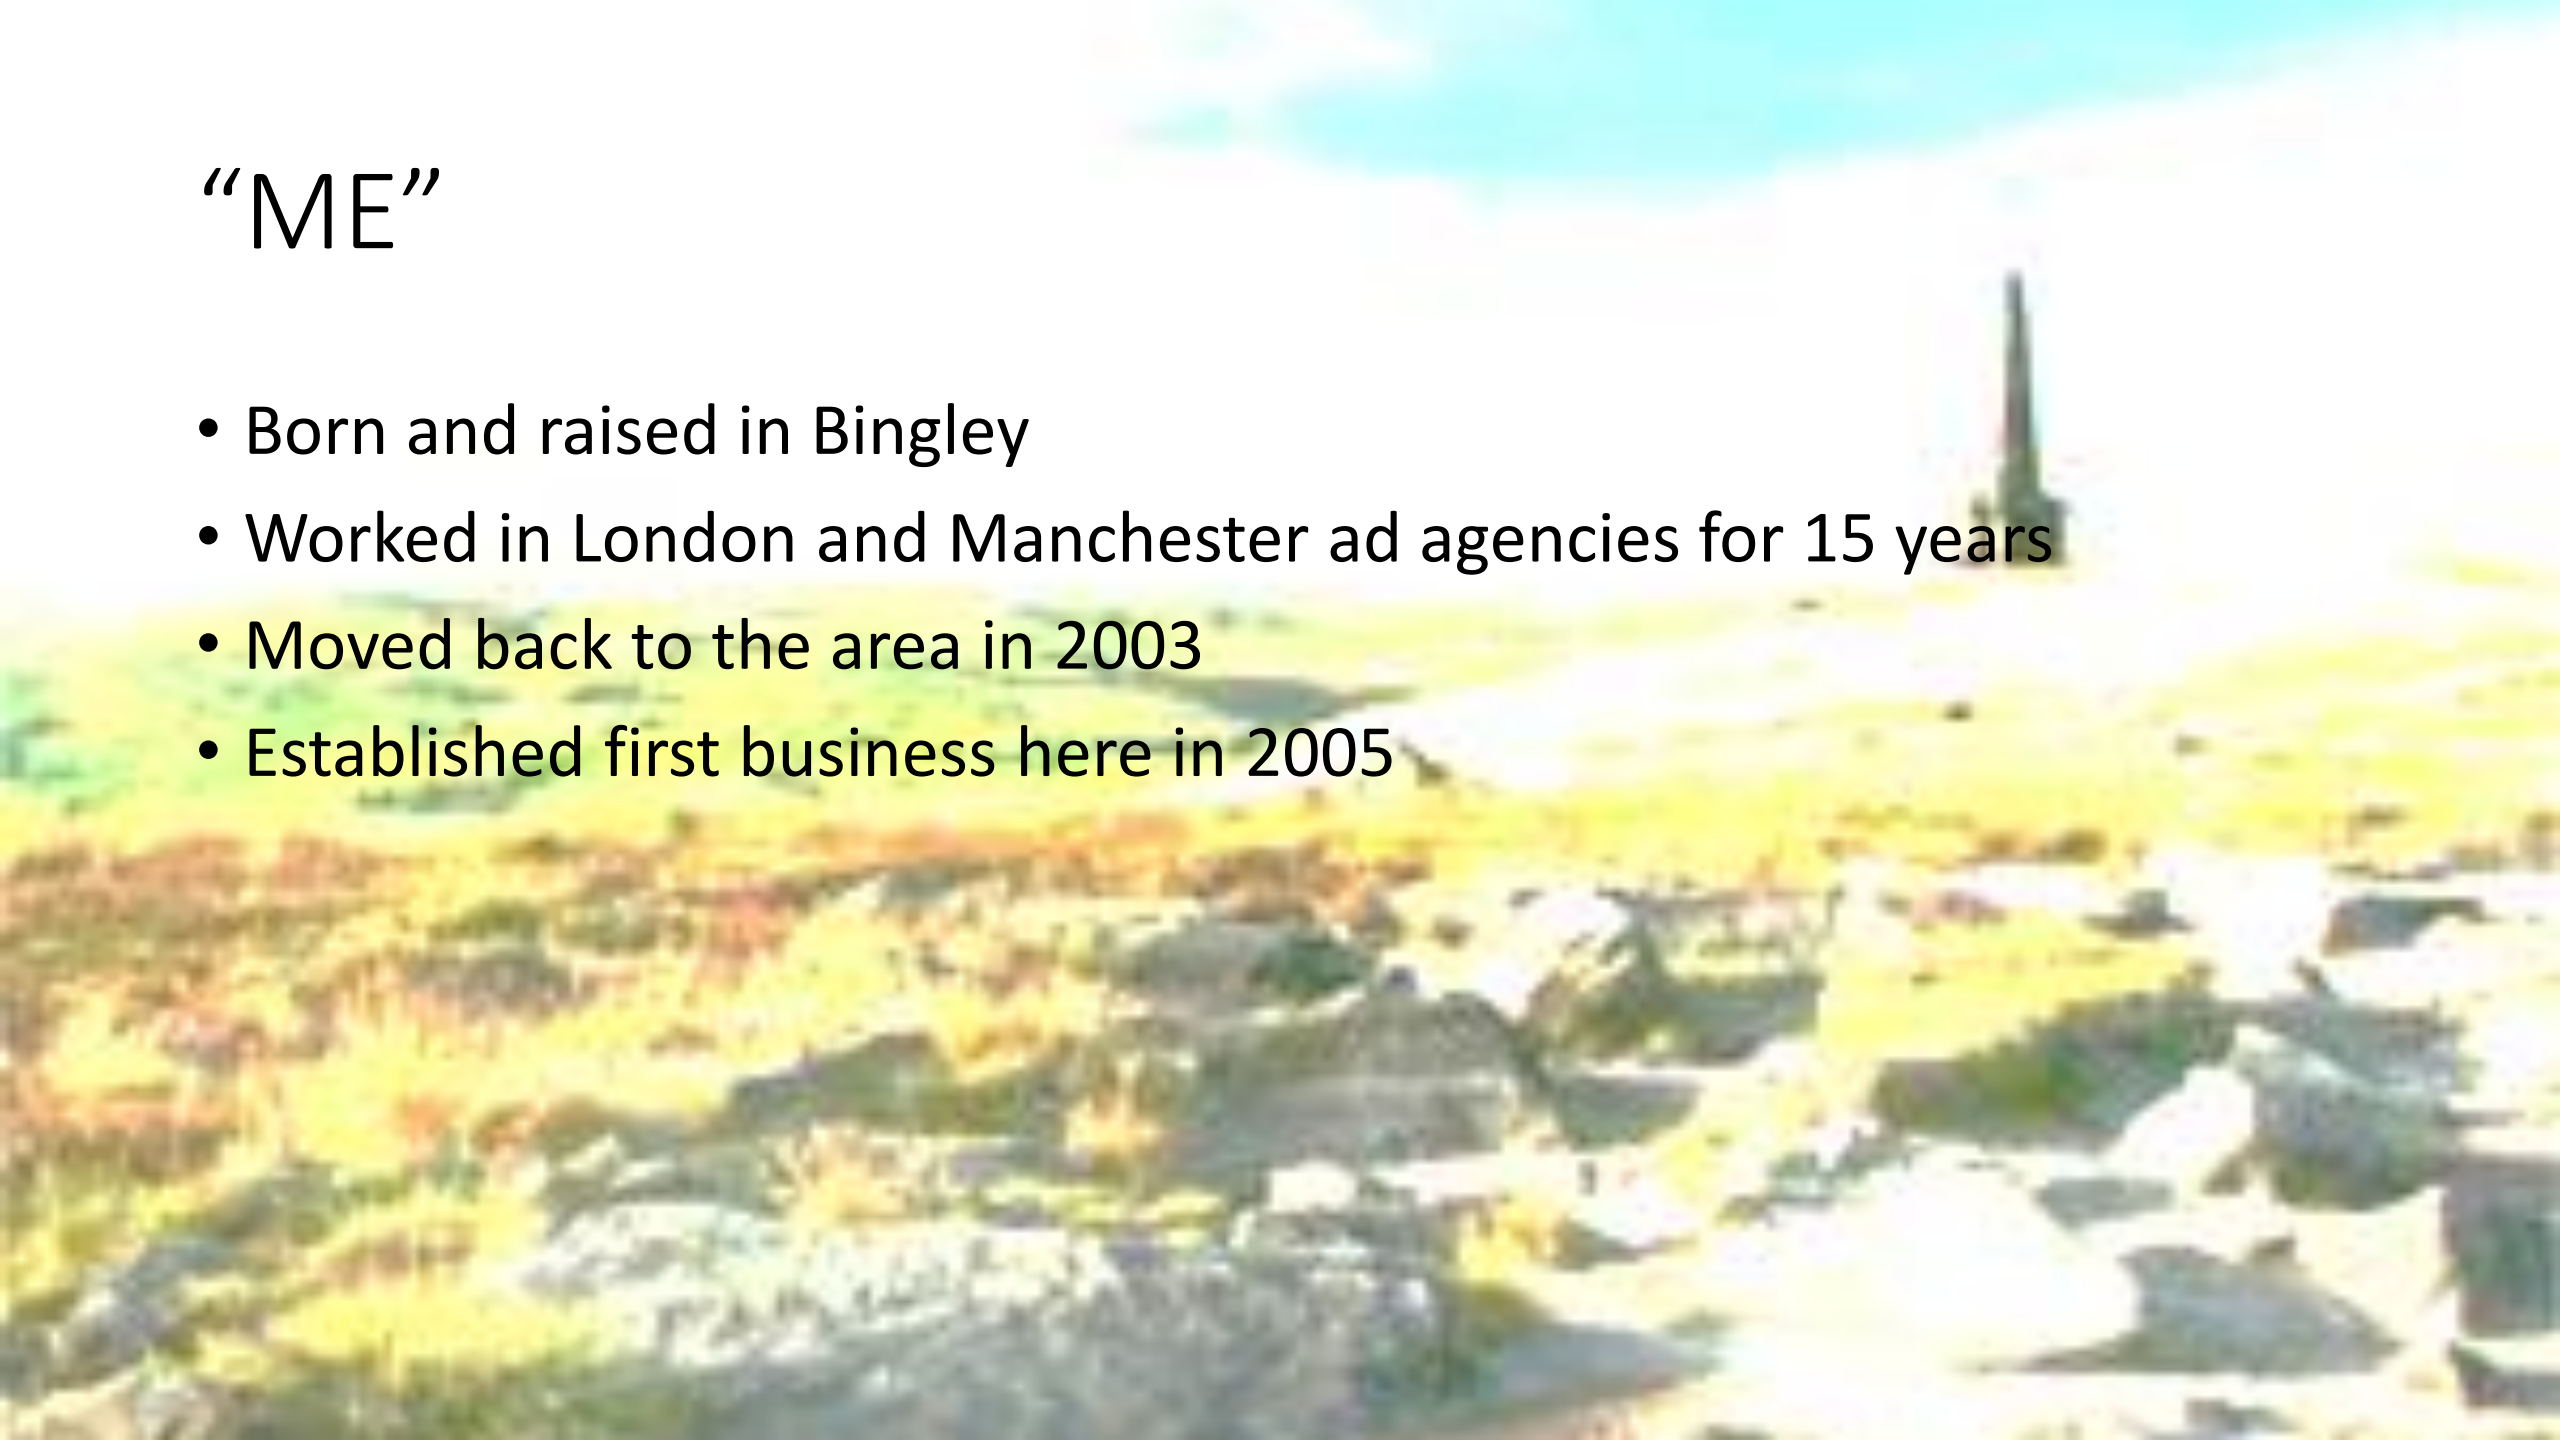 “ME”
• Born and raised in Bingley
• Worked in London and Manchester ad agencies for 15 years
• Moved back to the area in 2003
• Established first business here in 2005